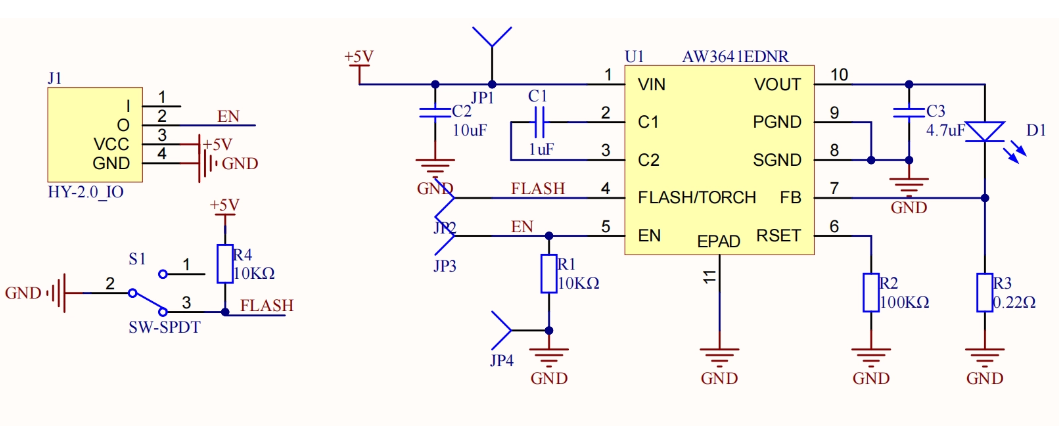 J1
I 1
O 2 EN
VCC 3 +5V
GND 4 GND
HY-2.0_IO
+5V
R4
10KΩ
S1
1
GND 2
3 FLASH
SW-SPDT
+5V
JP1
C2
10uF
GND
C1
1uF
U1 AW3641EDNR
1 VIN VOUT 10
2 C1 PGND 9
3 C2 SGND 8
FLASH 4 FLASH/TORCH FB 7
EN 5 EN RSET 6
EPAD
11
JP2
JP3
R1
10KΩ
JP4
GND
GND
C3
4.7uF
D1
GND
R2
100KΩ
GND
R3
0.22Ω
GND